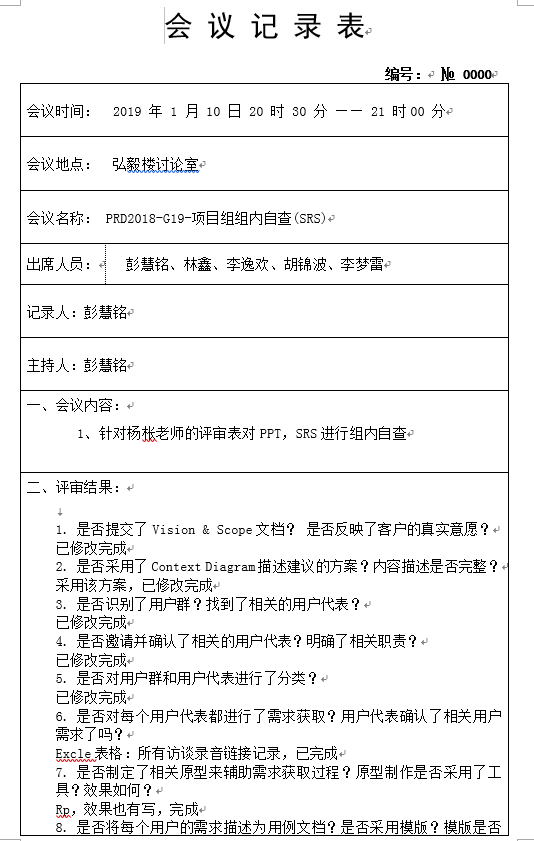 会 议 记 录 表
编号： № 0000
会议时间： 2019 年 1 月 10 日 20 时 30 分 －－ 21 时 00 分
会议地点： 弘毅楼讨论室
会议名称： PRD2018-G19-项目组组内自查(SRS)
出席人员： 彭慧铭、林鑫、李逸欢、胡锦波、李梦雷
记录人：彭慧铭
主持人：彭慧铭
一、会议内容：
1、针对杨枨老师的评审表对 PPT，SRS 进行组内自查
二、评审结果：
1. 是否提交了 Vision & Scope 文档？ 是否反映了客户的真实意愿？
已修改完成
2. 是否采用了 Context Diagram 描述建议的方案？内容描述是否完整？
采用该方案，已修改完成
3. 是否识别了用户群？找到了相关的用户代表？
已修改完成
4. 是否邀请并确认了相关的用户代表？明确了相关职责？
已修改完成
5. 是否对用户群和用户代表进行了分类？
已修改完成
6. 是否对每个用户代表都进行了需求获取？用户代表确认了相关用户
需求了吗？
Excle 表格：所有访谈录音链接记录，已完成
7. 是否制定了相关原型来辅助需求获取过程？原型制作是否采用了工
具？效果如何？
Rp，效果也有写，完成
8. 是否将每个用户的需求描述为用例文档？是否采用模版？模版是否